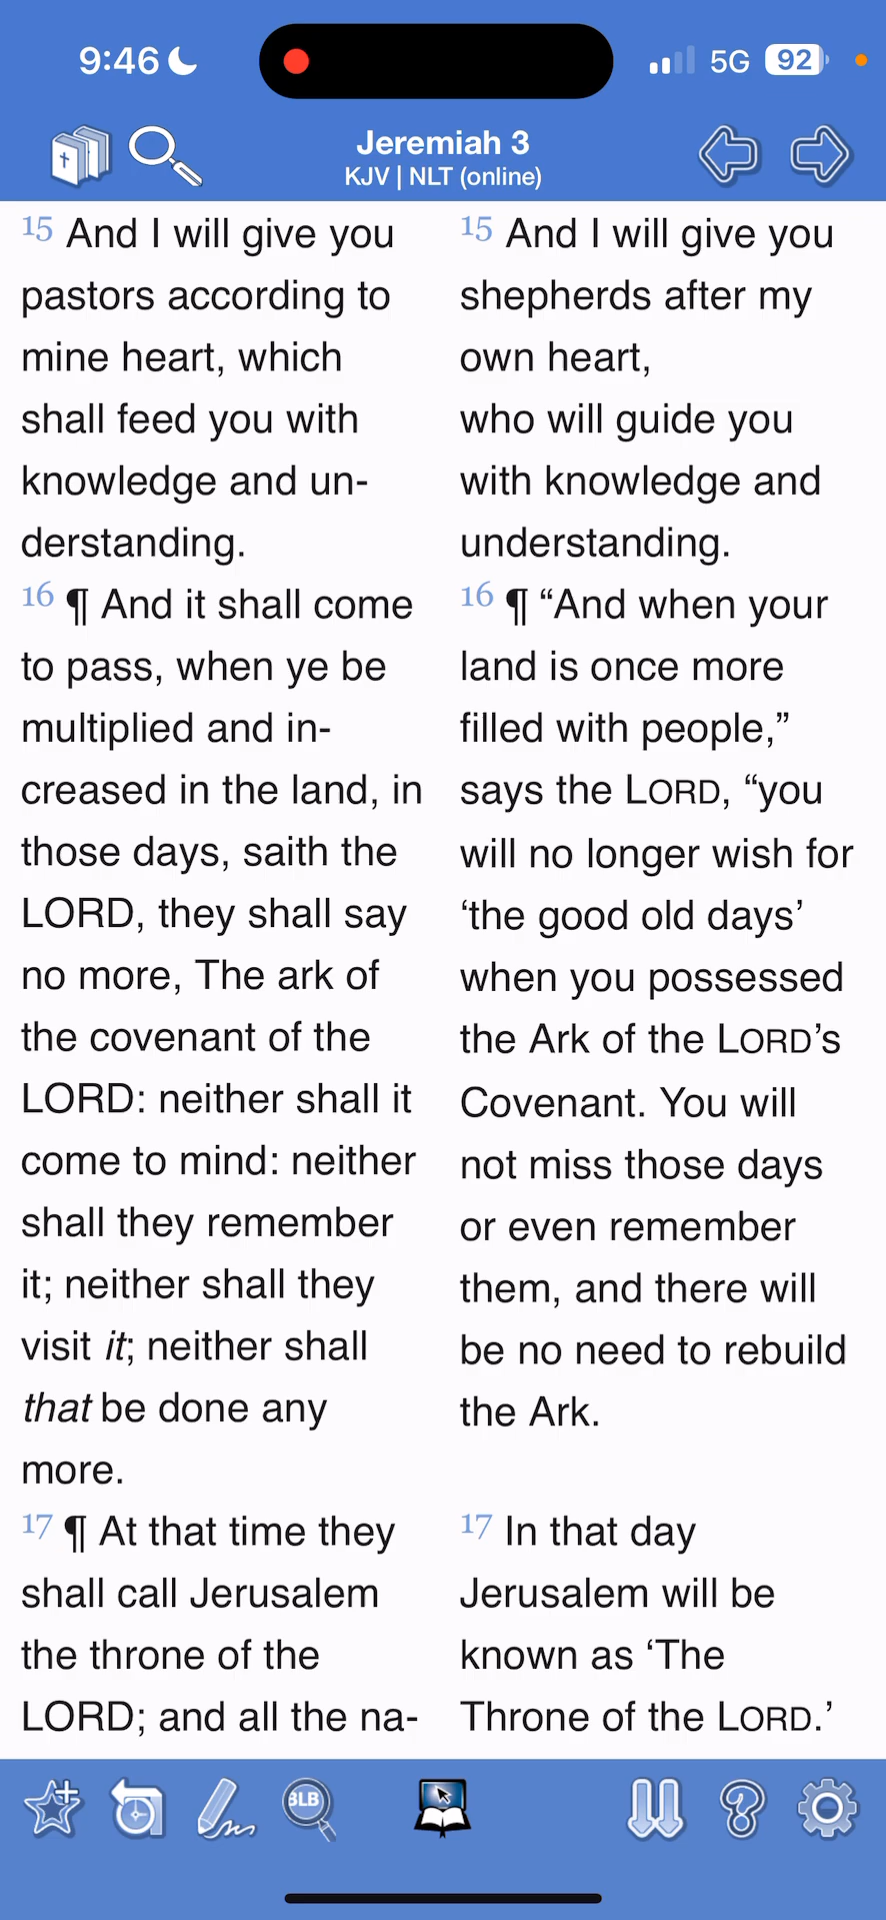 9:46
5G
92
Jeremiah 3
KJV | NLT (online)
15 And I will give you
pastors according to
mine heart, which
shall feed you with
knowledge and un-
derstanding.
16 ¶ And it shall come
to pass, when ye be
multiplied and in-
creased in the land, in
those days, saith the
LORD, they shall say
no more, The ark of
the covenant of the
LORD: neither shall it
come to mind: neither
shall they remember
it; neither shall they
visit it; neither shall
that be done any
more.
17 ¶ At that time they
shall call Jerusalem
the throne of the
LORD; and all the na-
15 And I will give you
shepherds after my
own heart,
who will guide you
with knowledge and
understanding.
16 ¶ “And when your
land is once more
filled with people,”
says the LORD, “you
will no longer wish for
‘the good old days’
when you possessed
the Ark of the LORD’s
Covenant. You will
not miss those days
or even remember
them, and there will
be no need to rebuild
the Ark.
17 In that day
Jerusalem will be
known as ‘The
Throne of the LORD.’
BLB